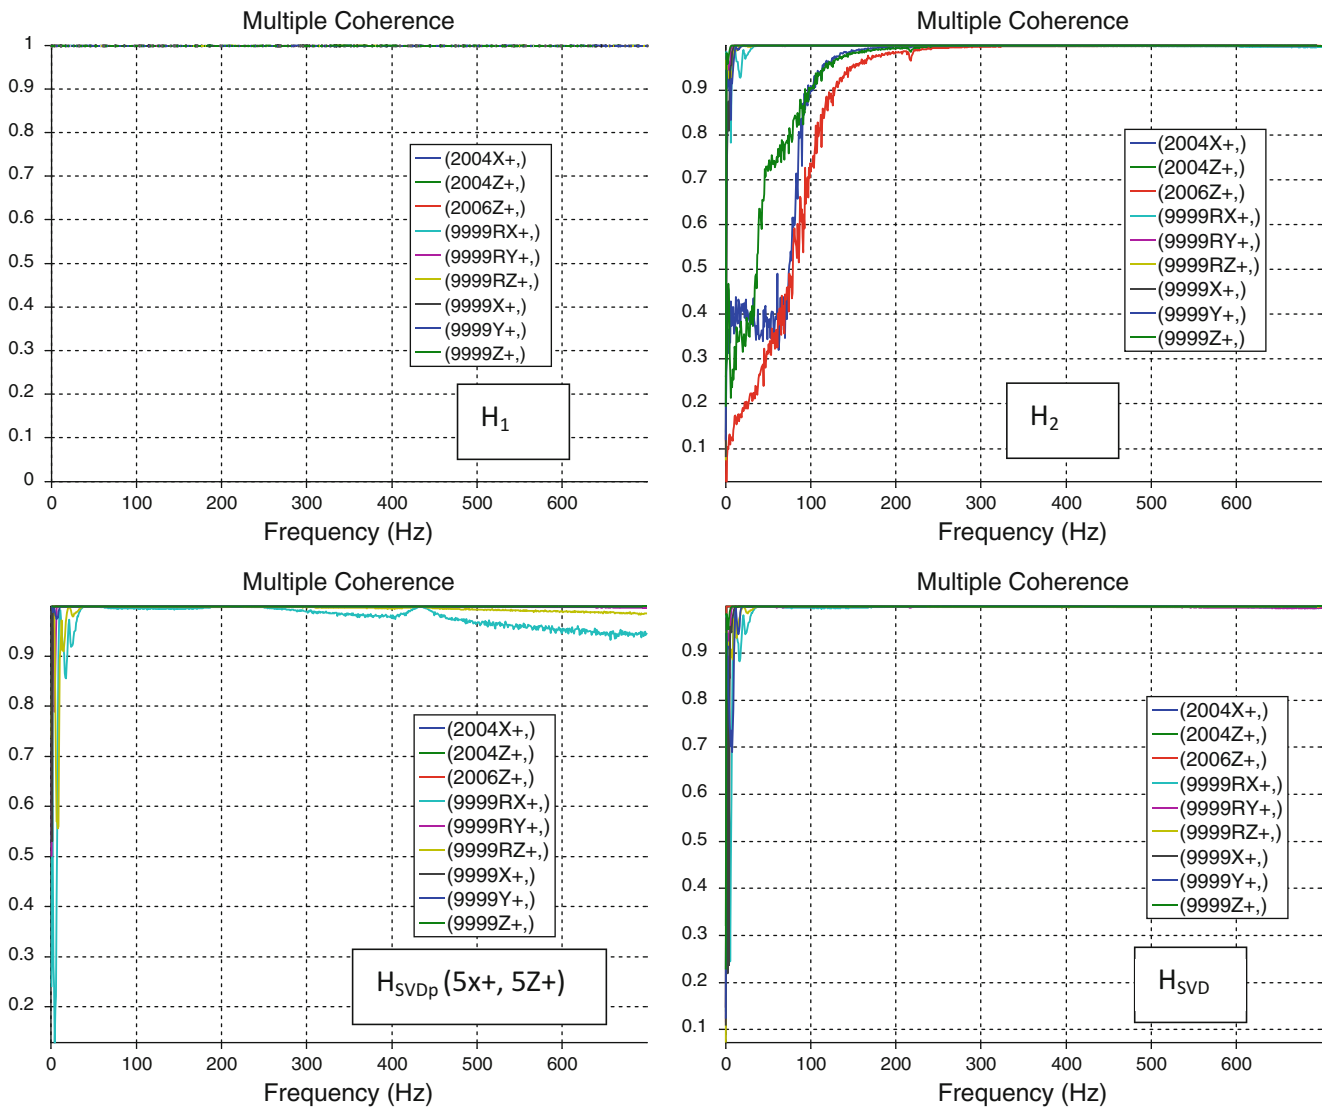 Multiple Coherence
1
0.9
0.8
0.7
0.6
0.5
0.4
0.3
0.2
0.1
0
0 100 200 300 400 500 600
Frequency (Hz)
(2004X+,)
(2004Z+,)
(2006Z+,)
(9999RX+,)
(9999RY+,)
(9999RZ+,)
(9999X+,)
(9999Y+,)
(9999Z+,)
H₁
Multiple Coherence
0.9
0.8
0.7
0.6
0.5
0.4
0.3
0.2
0.1
0 100 200 300 400 500 600
Frequency (Hz)
(2004X+,)
(2004Z+,)
(2006Z+,)
(9999RX+,)
(9999RY+,)
(9999RZ+,)
(9999X+,)
(9999Y+,)
(9999Z+,)
H₂
Multiple Coherence
0.9
0.8
0.7
0.6
0.5
0.4
0.3
0.2
0 100 200 300 400 500 600
Frequency (Hz)
(2004X+,)
(2004Z+,)
(2006Z+,)
(9999RX+,)
(9999RY+,)
(9999RZ+,)
(9999X+,)
(9999Y+,)
(9999Z+,)
H_SVDp (5x+, 5Z+)
Multiple Coherence
0.9
0.8
0.7
0.6
0.5
0.4
0.3
0.2
0.1
0 100 200 300 400 500 600
Frequency (Hz)
(2004X+,)
(2004Z+,)
(2006Z+,)
(9999RX+,)
(9999RY+,)
(9999RZ+,)
(9999X+,)
(9999Y+,)
(9999Z+,)
H_SVD